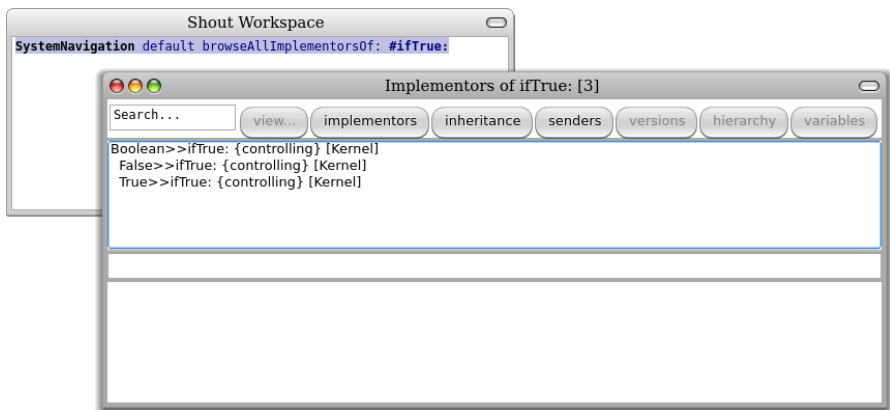 Shout Workspace
SystemNavigation default browseAllImplementorsOf: #ifTrue:
Implementors of ifTrue: [3]
Search... view... implementors inheritance senders versions hierarchy variables
Boolean>>ifTrue: {controlling} [Kernel]
False>>ifTrue: {controlling} [Kernel]
True>>ifTrue: {controlling} [Kernel]